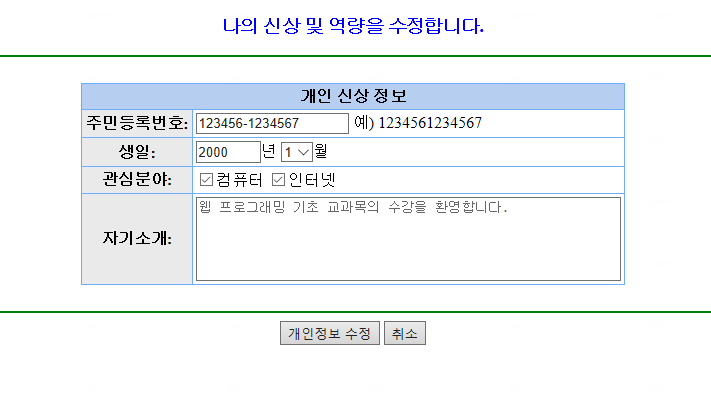 나의 신상 및 역량을 수정합니다.
개인 신상 정보
주민등록번호: 123456-1234567 예) 1234561234567
생일: 2000 년 1 월
관심분야: 컴퓨터 인터넷
자기소개: 웹 프로그래밍 기초 교과목의 수강을 환영합니다.
개인정보 수정 취소